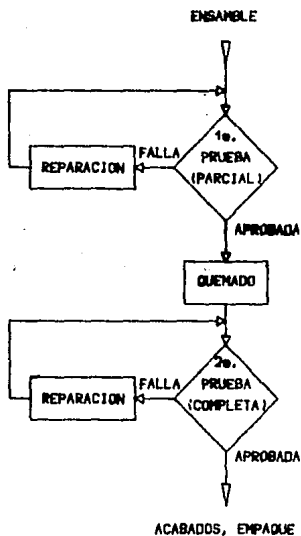 ENSAMBLE
1a.
PRUEBA
(PARCIAL)
FALLA
REPARACION
APROBADA
QUEMADO
2a.
PRUEBA
(COMPLETA)
FALLA
REPARACION
APROBADA
ACABADOS, EMPAQUE